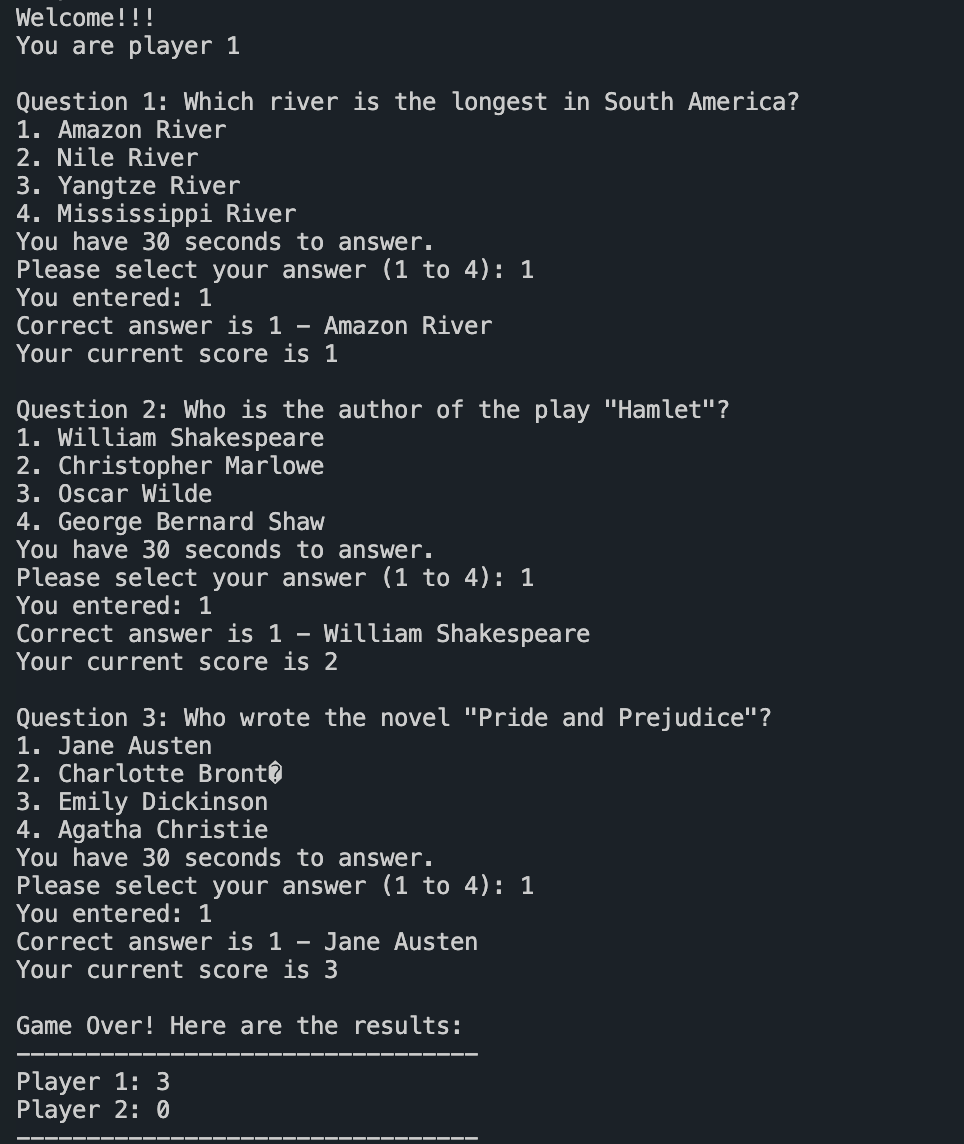 Welcome!!!
You are player 1
Question 1: Which river is the longest in South America?
1. Amazon River
2. Nile River
3. Yangtze River
4. Mississippi River
You have 30 seconds to answer.
Please select your answer (1 to 4): 1
You entered: 1
Correct answer is 1 - Amazon River
Your current score is 1
Question 2: Who is the author of the play "Hamlet"?
1. William Shakespeare
2. Christopher Marlowe
3. Oscar Wilde
4. George Bernard Shaw
You have 30 seconds to answer.
Please select your answer (1 to 4): 1
You entered: 1
Correct answer is 1 - William Shakespeare
Your current score is 2
Question 3: Who wrote the novel "Pride and Prejudice"?
1. Jane Austen
2. Charlotte Bront�
3. Emily Dickinson
4. Agatha Christie
You have 30 seconds to answer.
Please select your answer (1 to 4): 1
You entered: 1
Correct answer is 1 - Jane Austen
Your current score is 3
Game Over! Here are the results:
---------------------------------
Player 1: 3
Player 2: 0
---------------------------------